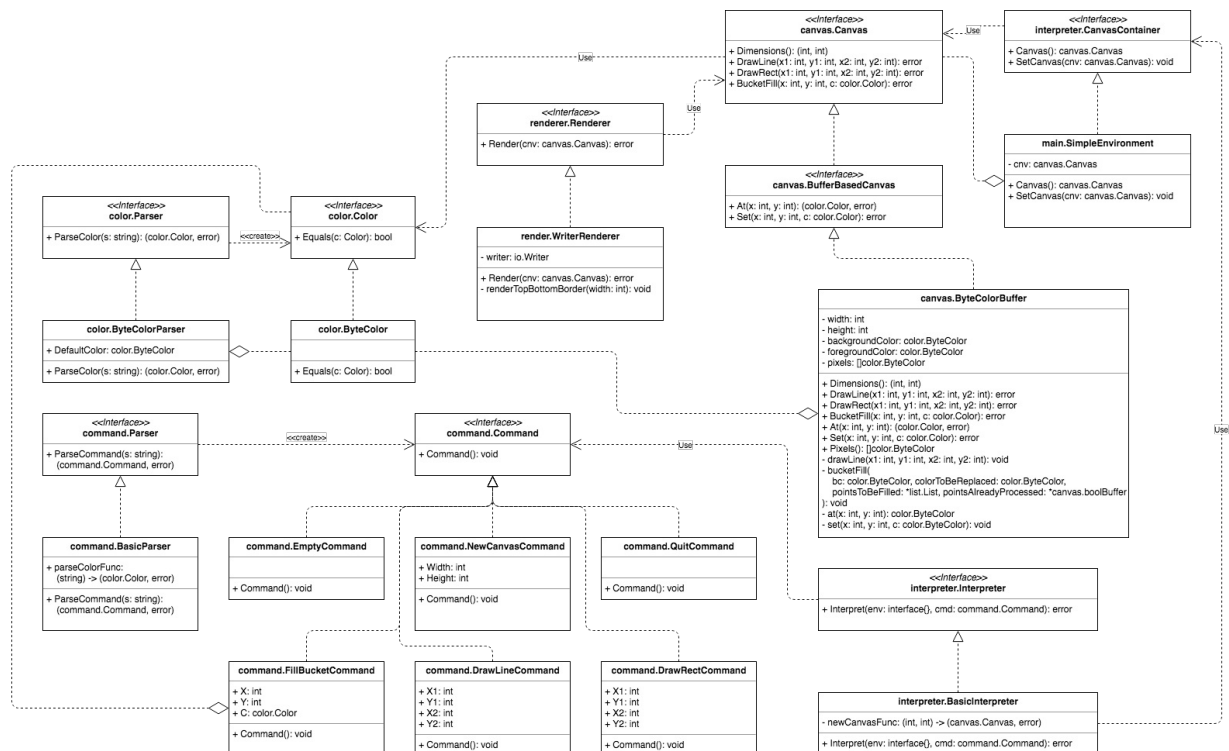 <<Interface>>
canvas.Canvas
+ Dimensions(): (int, int)
+ DrawLine(x1: int, y1: int, x2: int, y2: int): error
+ DrawRect(x1: int, y1: int, x2: int, y2: int): error
+ BucketFill(x: int, y: int, c: color.Color): error
Use
<<Interface>>
interpreter.CanvasContainer
+ Canvas(): canvas.Canvas
+ SetCanvas(cnv: canvas.Canvas): void
Use
Use
<<Interface>>
renderer.Renderer
+ Render(cnv: canvas.Canvas): error
main.SimpleEnvironment
- cnv: canvas.Canvas
+ Canvas(): canvas.Canvas
+ SetCanvas(cnv: canvas.Canvas): void
<<Interface>>
canvas.BufferBasedCanvas
+ At(x: int, y: int): (color.Color, error)
+ Set(x: int, y: int, c: color.Color): error
<<Interface>>
color.Parser
+ ParseColor(s: string): (color.Color, error)
<<create>>
<<Interface>>
color.Color
+ Equals(c: Color): bool
render.WriterRenderer
- writer: io.Writer
+ Render(cnv: canvas.Canvas): error
- renderTopBottomBorder(width: int): void
canvas.ByteColorBuffer
- width: int
- height: int
- backgroundColor: color.ByteColor
- foregroundColor: color.ByteColor
- pixels: []color.ByteColor
+ Dimensions(): (int, int)
+ DrawLine(x1: int, y1: int, x2: int, y2: int): error
+ DrawRect(x1: int, y1: int, x2: int, y2: int): error
+ BucketFill(x: int, y: int, c: color.Color): error
+ At(x: int, y: int): (color.Color, error)
+ Set(x: int, y: int, c: color.Color): error
+ Pixels(): []color.ByteColor
- drawLine(x1: int, y1: int, x2: int, y2: int): void
- bucketFill(
bc: color.ByteColor, colorToBeReplaced: color.ByteColor,
pointsToBeFilled: *list.List, pointsAlreadyProcessed: *canvas.boolBuffer
): void
- at(x: int, y: int): color.ByteColor
- set(x: int, y: int, c: color.ByteColor): void
color.ByteColorParser
+ DefaultColor: color.ByteColor
+ ParseColor(s: string): (color.Color, error)
color.ByteColor
+ Equals(c: Color): bool
<<Interface>>
command.Parser
+ ParseCommand(s: string):
(command.Command, error)
<<create>>
<<Interface>>
command.Command
+ Command(): void
Use
Use
command.BasicParser
+ parseColorFunc:
(string) -> (color.Color, error)
+ ParseCommand(s: string):
(command.Command, error)
command.EmptyCommand
+ Command(): void
command.NewCanvasCommand
+ Width: int
+ Height: int
+ Command(): void
command.QuitCommand
+ Command(): void
<<Interface>>
interpreter.Interpreter
+ Interpret(env: interface{}, cmd: command.Command): error
command.FillBucketCommand
+ X: int
+ Y: int
+ C: color.Color
+ Command(): void
command.DrawLineCommand
+ X1: int
+ Y1: int
+ X2: int
+ Y2: int
+ Command(): void
command.DrawRectCommand
+ X1: int
+ Y1: int
+ X2: int
+ Y2: int
+ Command(): void
interpreter.BasicInterpreter
- newCanvasFunc: (int, int) -> (canvas.Canvas, error)
+ Interpret(env: interface{}, cmd: command.Command): error